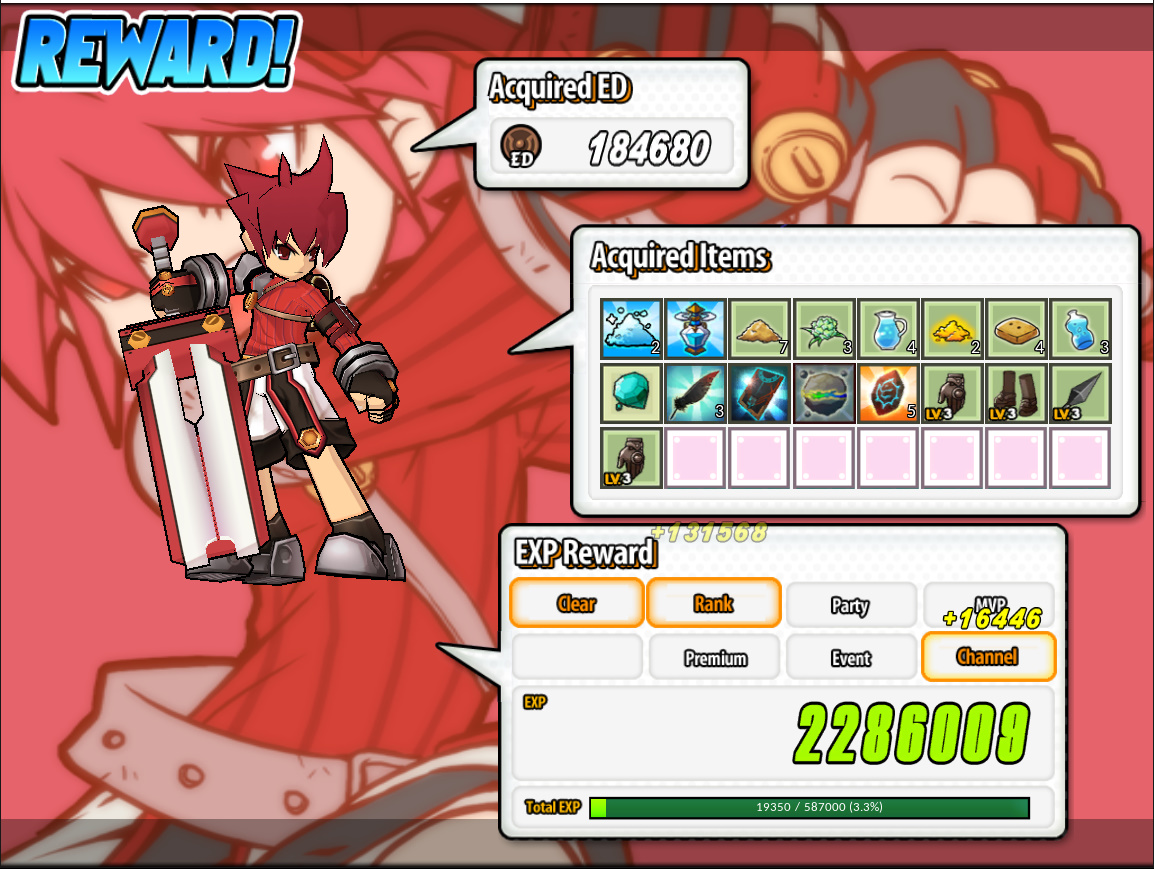 REWARD!
Acquired ED
ED
184680
Acquired Items
2
7
3
4
2
4
3
3
5
LV.3
LV.3
LV.3
LV.3
+131568
EXP Reward
Clear
Rank
Party
MVP
+16446
Premium
Event
Channel
EXP
2286009
Total EXP
19350 / 587000 (3.3%)